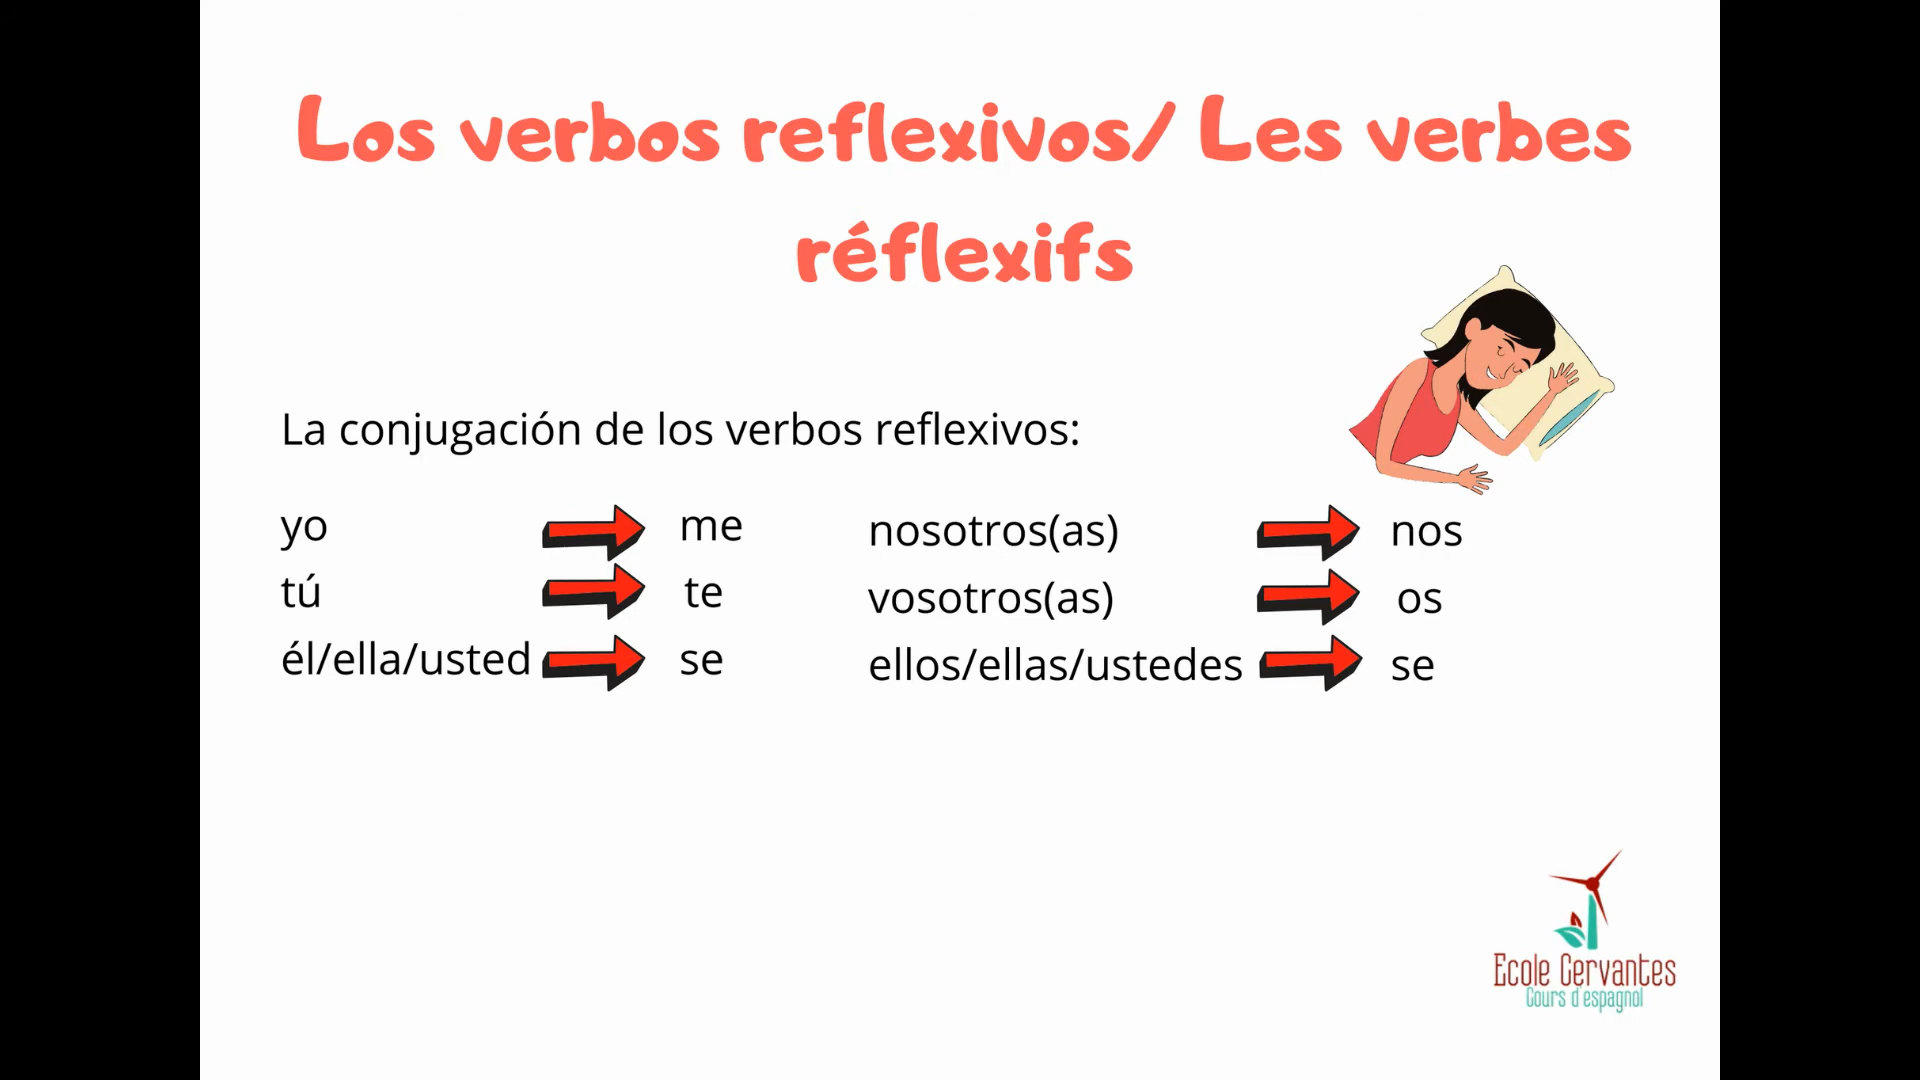 Los verbos reflexivos/ Les verbes
réflexifs
La conjugación de los verbos reflexivos:
yo me
tú te
él/ella/usted se
nosotros(as) nos
vosotros(as) os
ellos/ellas/ustedes se
Ecole Cervantes
Cours d'espagnol